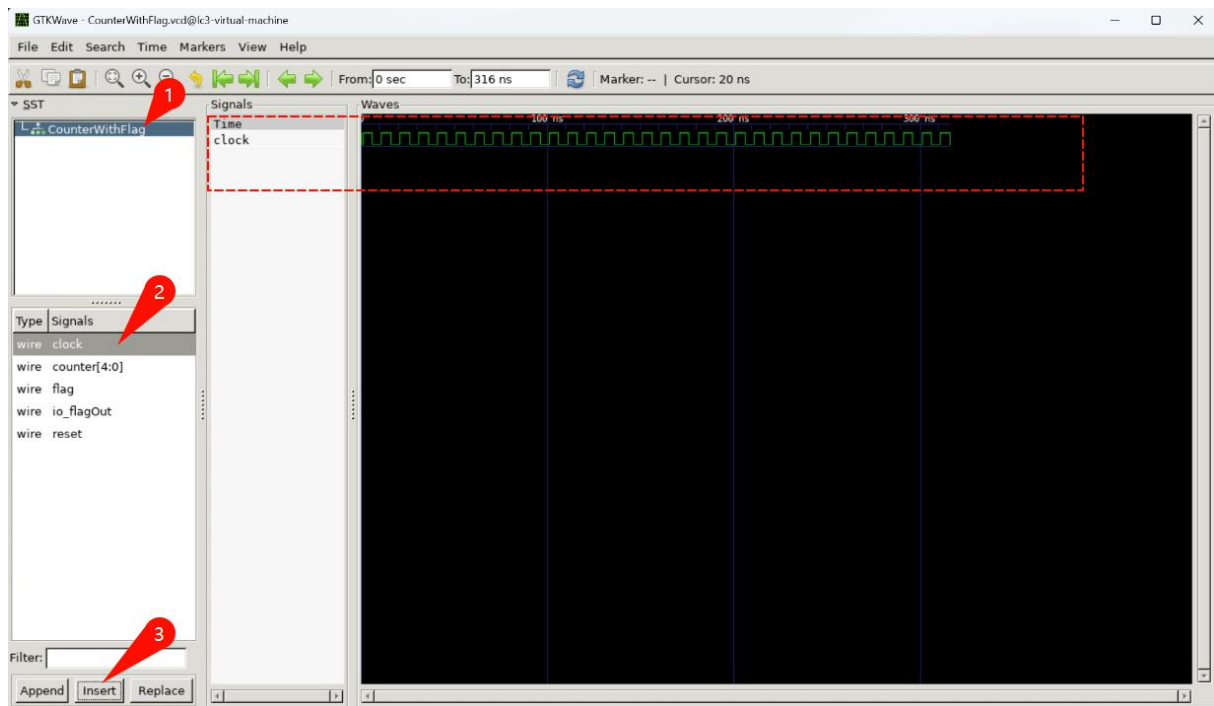 GTKWave - CounterWithFlag.vcd@lc3-virtual-machine
File Edit Search Time Markers View Help
From: 0 sec To: 316 ns Marker: -- | Cursor: 20 ns
1
SST
CounterWithFlag
Signals
Time
clock
Waves
100 ns 200 ns 300 ns
2
Type Signals
wire clock
wire counter[4:0]
wire flag
wire io_flagOut
wire reset
3
Filter:
Append Insert Replace